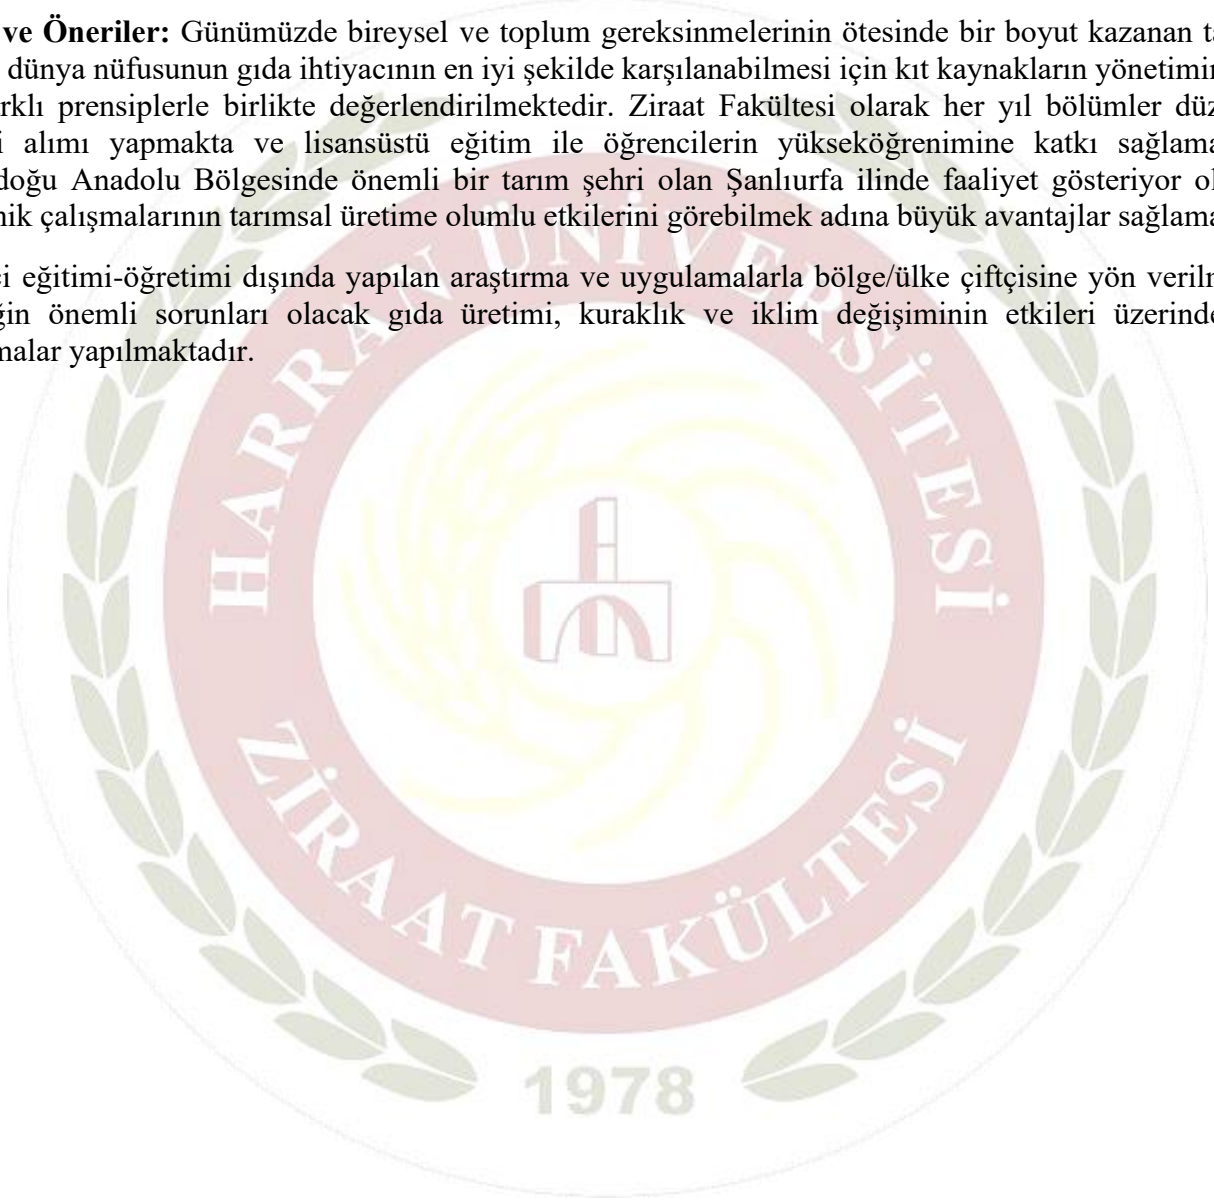 ve Öneriler: Günümüzde bireysel ve toplum gereksinmelerinin ötesinde bir boyut kazanan ta
dünya nüfusunun gıda ihtiyacının en iyi şekilde karşılanabilmesi için kıt kaynakların yönetimin
rklı prensiplerle birlikte değerlendirilmektedir. Ziraat Fakültesi olarak her yıl bölümler düz
i alımı yapmakta ve lisansüstü eğitim ile öğrencilerin yükseköğrenimine katkı sağlama
doğu Anadolu Bölgesinde önemli bir tarım şehri olan Şanlıurfa ilinde faaliyet gösteriyor ol
nik çalışmalarının tarımsal üretime olumlu etkilerini görebilmek adına büyük avantajlar sağlama
ci eğitimi-öğretimi dışında yapılan araştırma ve uygulamalarla bölge/ülke çiftçisine yön veriln
ğin önemli sorunları olacak gıda üretimi, kuraklık ve iklim değişiminin etkileri üzerinde
malar yapılmaktadır.
HARRAN ÜNİVERSİTESİ
ZİRAAT FAKÜLTESİ
1978